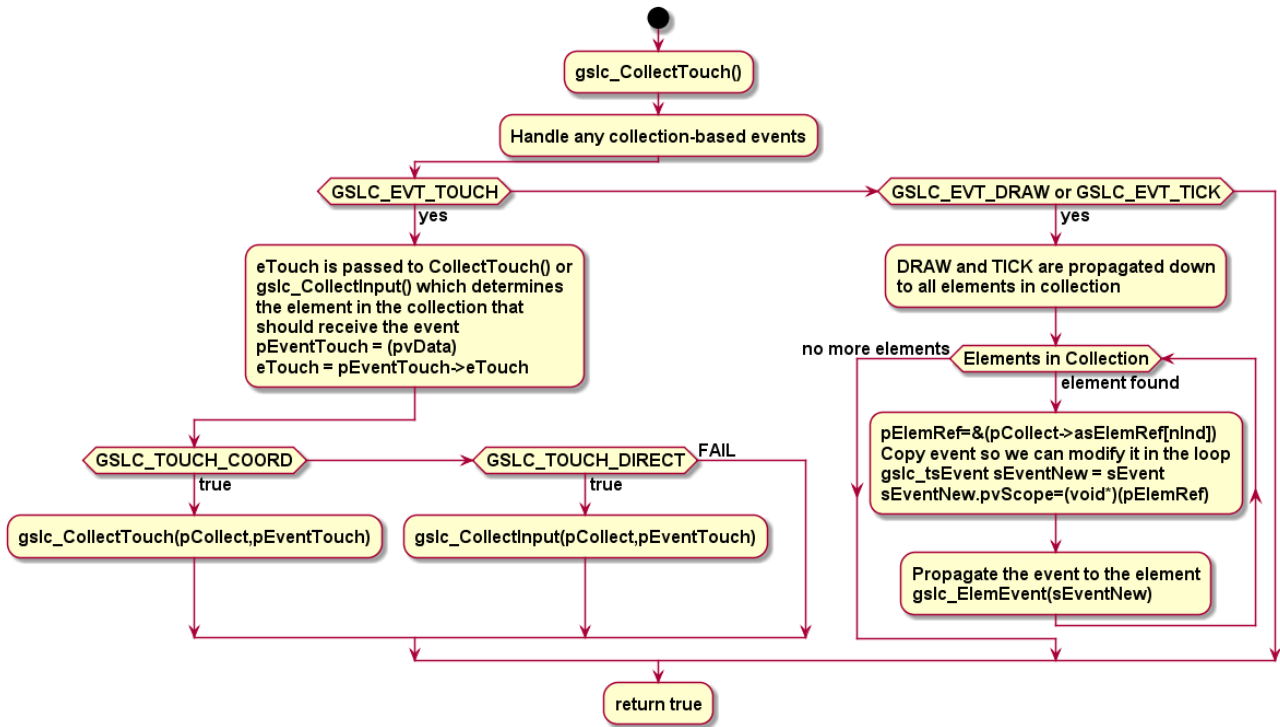 gslc_CollectTouch()
Handle any collection-based events
GSLC_EVT_TOUCH
yes
eTouch is passed to CollectTouch() or
gslc_CollectInput() which determines
the element in the collection that
should receive the event
pEventTouch = (pvData)
eTouch = pEventTouch->eTouch
GSLC_TOUCH_COORD
true
gslc_CollectTouch(pCollect,pEventTouch)
GSLC_TOUCH_DIRECT
FAIL
true
gslc_CollectInput(pCollect,pEventTouch)
GSLC_EVT_DRAW or GSLC_EVT_TICK
yes
DRAW and TICK are propagated down
to all elements in collection
no more elements
Elements in Collection
element found
pElemRef=&(pCollect->asElemRef[nInd])
Copy event so we can modify it in the loop
gslc_tsEvent sEventNew = sEvent
sEventNew.pvScope=(void*)(pElemRef)
Propagate the event to the element
gslc_ElemEvent(sEventNew)
return true